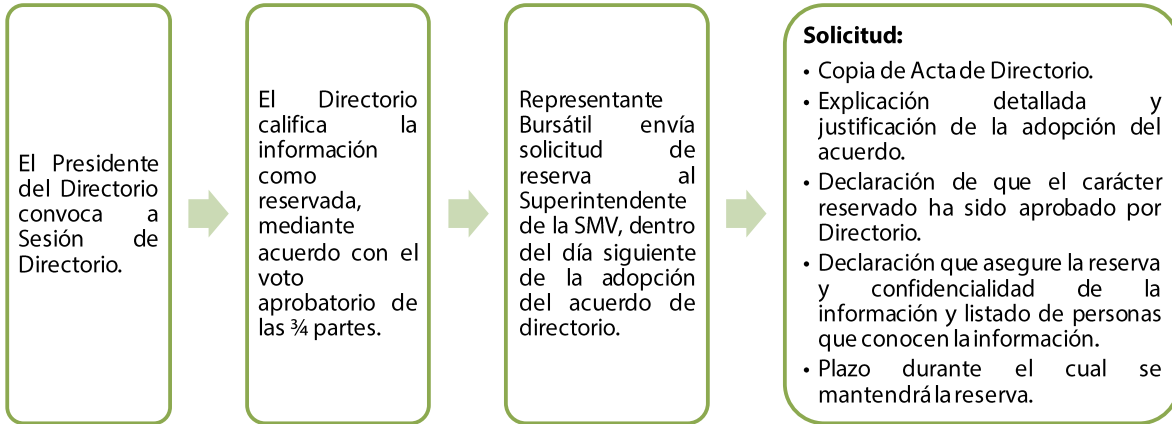 El Presidente
del Directorio
convoca a
Sesión de
Directorio.
El Directorio
califica la
información
como
reservada,
mediante
acuerdo con el
voto
aprobatorio de
las ¾ partes.
Representante
Bursátil envía
solicitud de
reserva al
Superintendente
de la SMV, dentro
del día siguiente
de la adopción
del acuerdo de
directorio.
Solicitud:
• Copia de Acta de Directorio.
• Explicación detallada y
justificación de la adopción del
acuerdo.
• Declaración de que el carácter
reservado ha sido aprobado por
Directorio.
• Declaración que asegure la reserva
y confidencialidad de la
información y listado de personas
que conocen la información.
• Plazo durante el cual se
mantendrá la reserva.